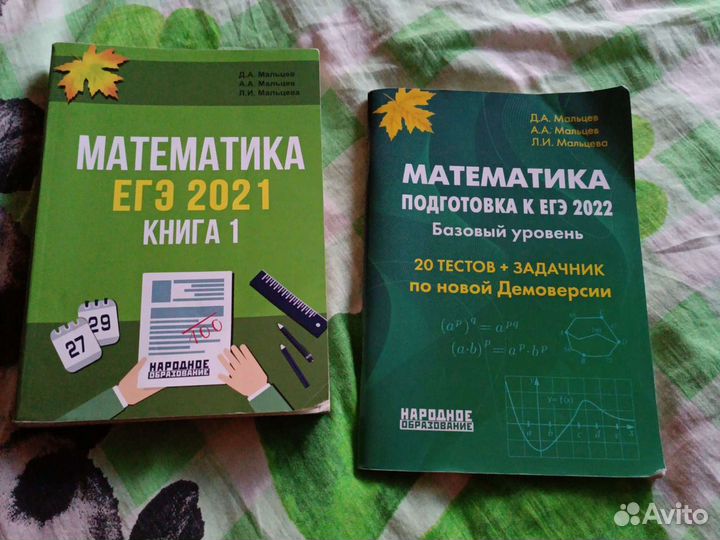 Д.А. Мальцев
А.А. Мальцев
Л.И. Мальцева
МАТЕМАТИКА
ЕГЭ 2021
КНИГА 1
27
29
100
НАРОДНОЕ
ОБРАЗОВАНИЕ
Д.А. Мальцев
А.А. Мальцев
Л.И. Мальцева
МАТЕМАТИКА
ПОДГОТОВКА К ЕГЭ 2022
Базовый уровень
20 ТЕСТОВ + ЗАДАЧНИК
по новой Демоверсии
(a^p)^q = a^pq
(a·b)^p = a^p·b^p
y=f(x)
НАРОДНОЕ
ОБРАЗОВАНИЕ
Avito